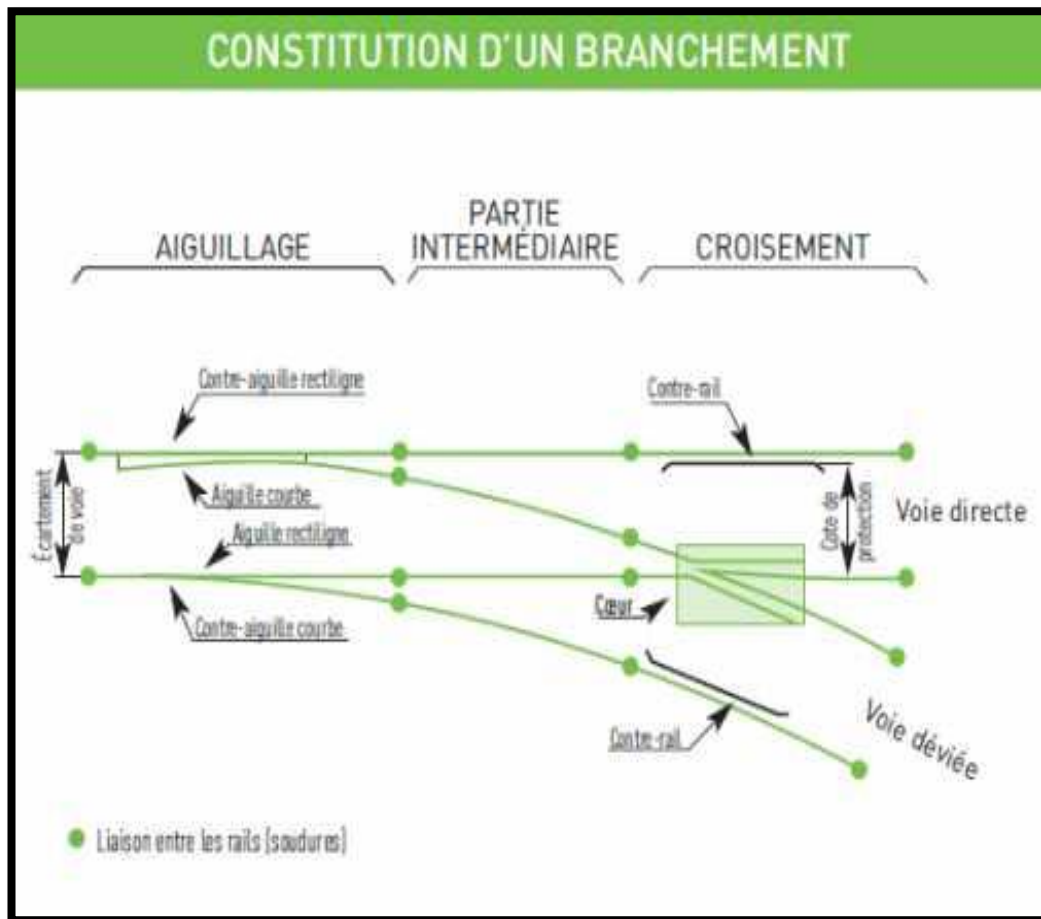 CONSTITUTION D'UN BRANCHEMENT
AIGUILLAGE
PARTIE
INTERMÉDIAIRE
CROISEMENT
Contre-aiguille rectiligne
Contre-rail
Écartement
de voie
Aiguille courbe
Aiguille rectiligne
Cote de
protection
Voie directe
Cœur
Contre-aiguille courbe
Contre-rail
Voie déviée
Liaison entre les rails (soudures)